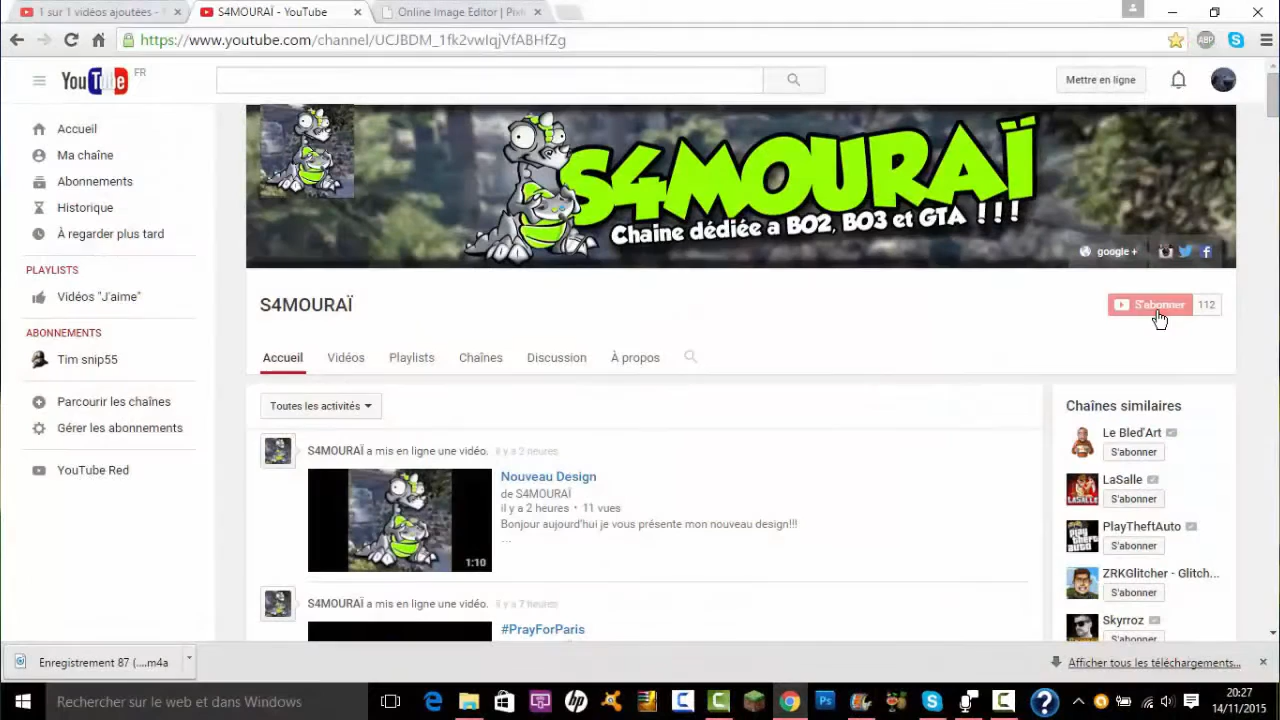 1 sur 1 vidéos ajoutées -
S4MOURAÏ - YouTube
Online Image Editor | Pixlr
https://www.youtube.com/channel/UCJBDM_1fk2vwIqjVfABHfZg
ABP
YouTube FR
Mettre en ligne
Accueil
Ma chaîne
Abonnements
Historique
À regarder plus tard
PLAYLISTS
Vidéos "J'aime"
ABONNEMENTS
Tim snip55
Parcourir les chaînes
Gérer les abonnements
YouTube Red
S4MOURAÏ
Chaine dédiée a BO2, BO3 et GTA !!!
google +
S4MOURAÏ
S'abonner 112
Accueil Vidéos Playlists Chaînes Discussion À propos
Toutes les activités
S4MOURAÏ a mis en ligne une vidéo. il y a 2 heures
1:10
Nouveau Design
de S4MOURAÏ
il y a 2 heures • 11 vues
Bonjour aujourd'hui je vous présente mon nouveau design!!!
...
S4MOURAÏ a mis en ligne une vidéo. il y a 7 heures
#PrayForParis
Chaînes similaires
Le Bled'Art
S'abonner
LaSalle
S'abonner
PlayTheftAuto
S'abonner
ZRKGlitcher - Glitch...
S'abonner
Skyrroz
S'abonner
Enregistrement 87 (....m4a
Afficher tous les téléchargements...
Rechercher sur le web et dans Windows
20:27
14/11/2015